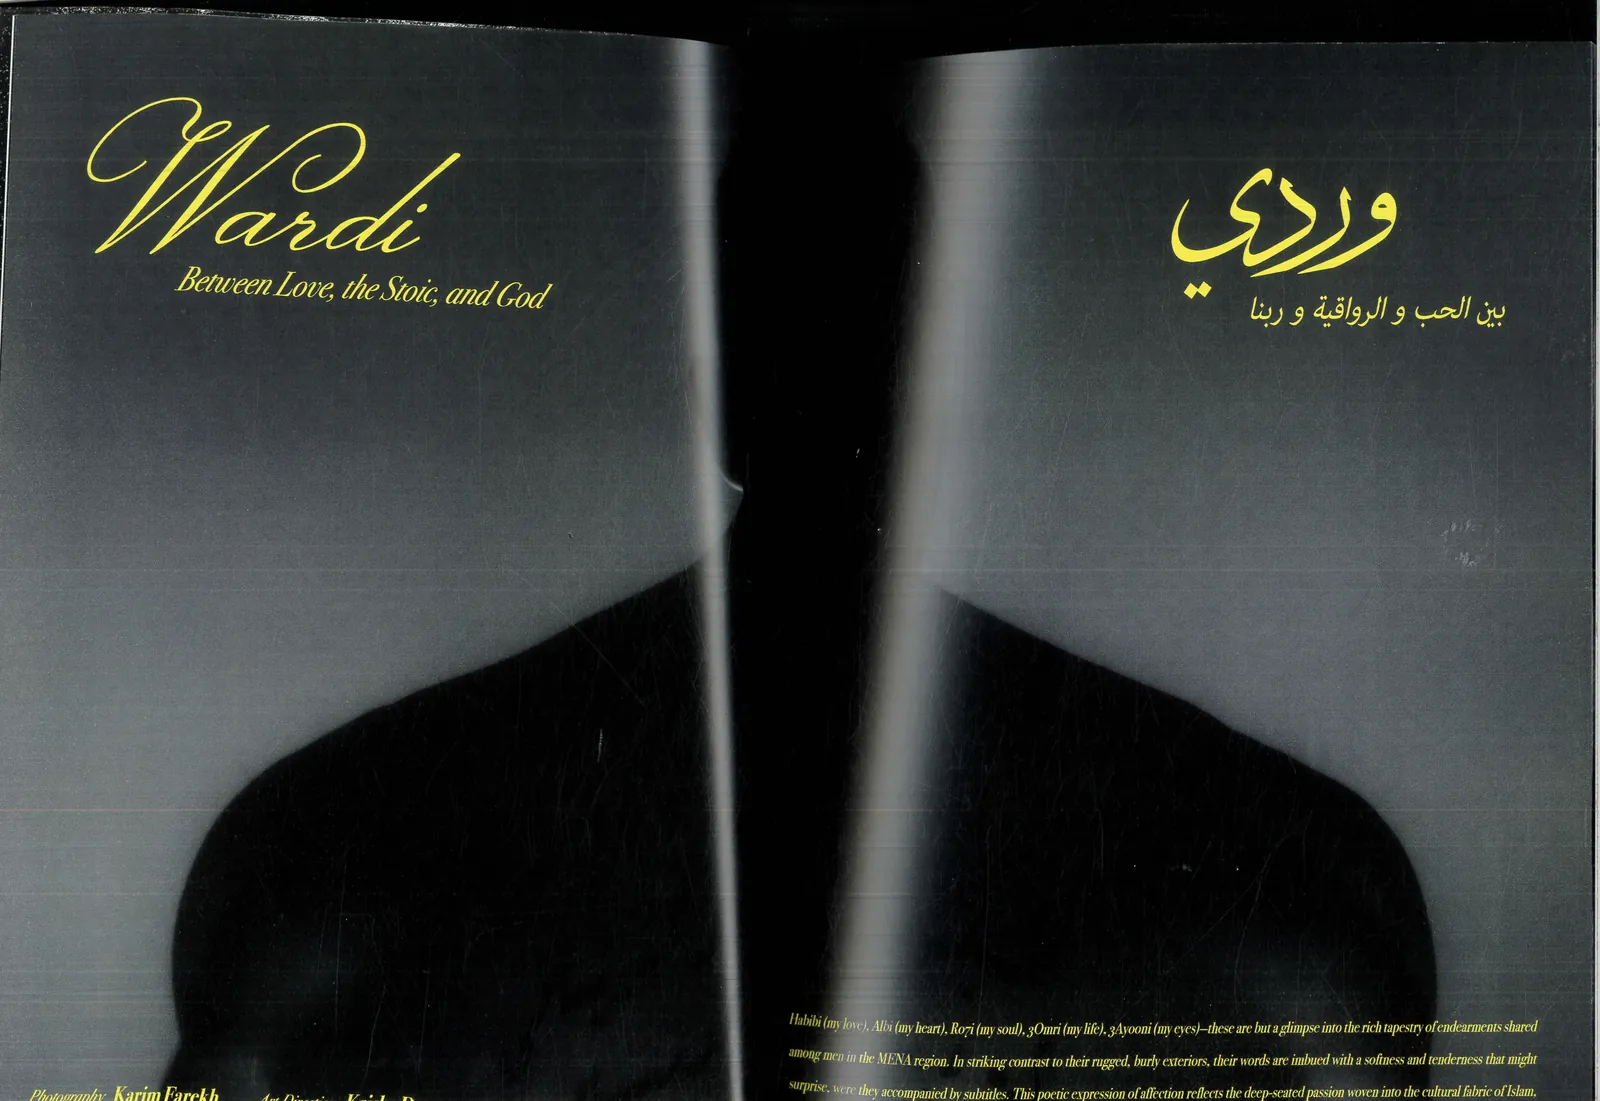 Wardi
Between Love, the Stoic, and God
وردي
بين الحب و الرواقية و ربنا
Habibi (my love), Albi (my heart), Ro7i (my soul), 3Omri (my life), 3Ayooni (my eyes)—these are but a glimpse into the rich tapestry of endearments shared
among men in the MENA region. In striking contrast to their rugged, burly exteriors, their words are imbued with a softness and tenderness that might
surprise, were they accompanied by subtitles. This poetic expression of affection reflects the deep-seated passion woven into the cultural fabric of Islam,
Photography Karim Farekh Art Direction